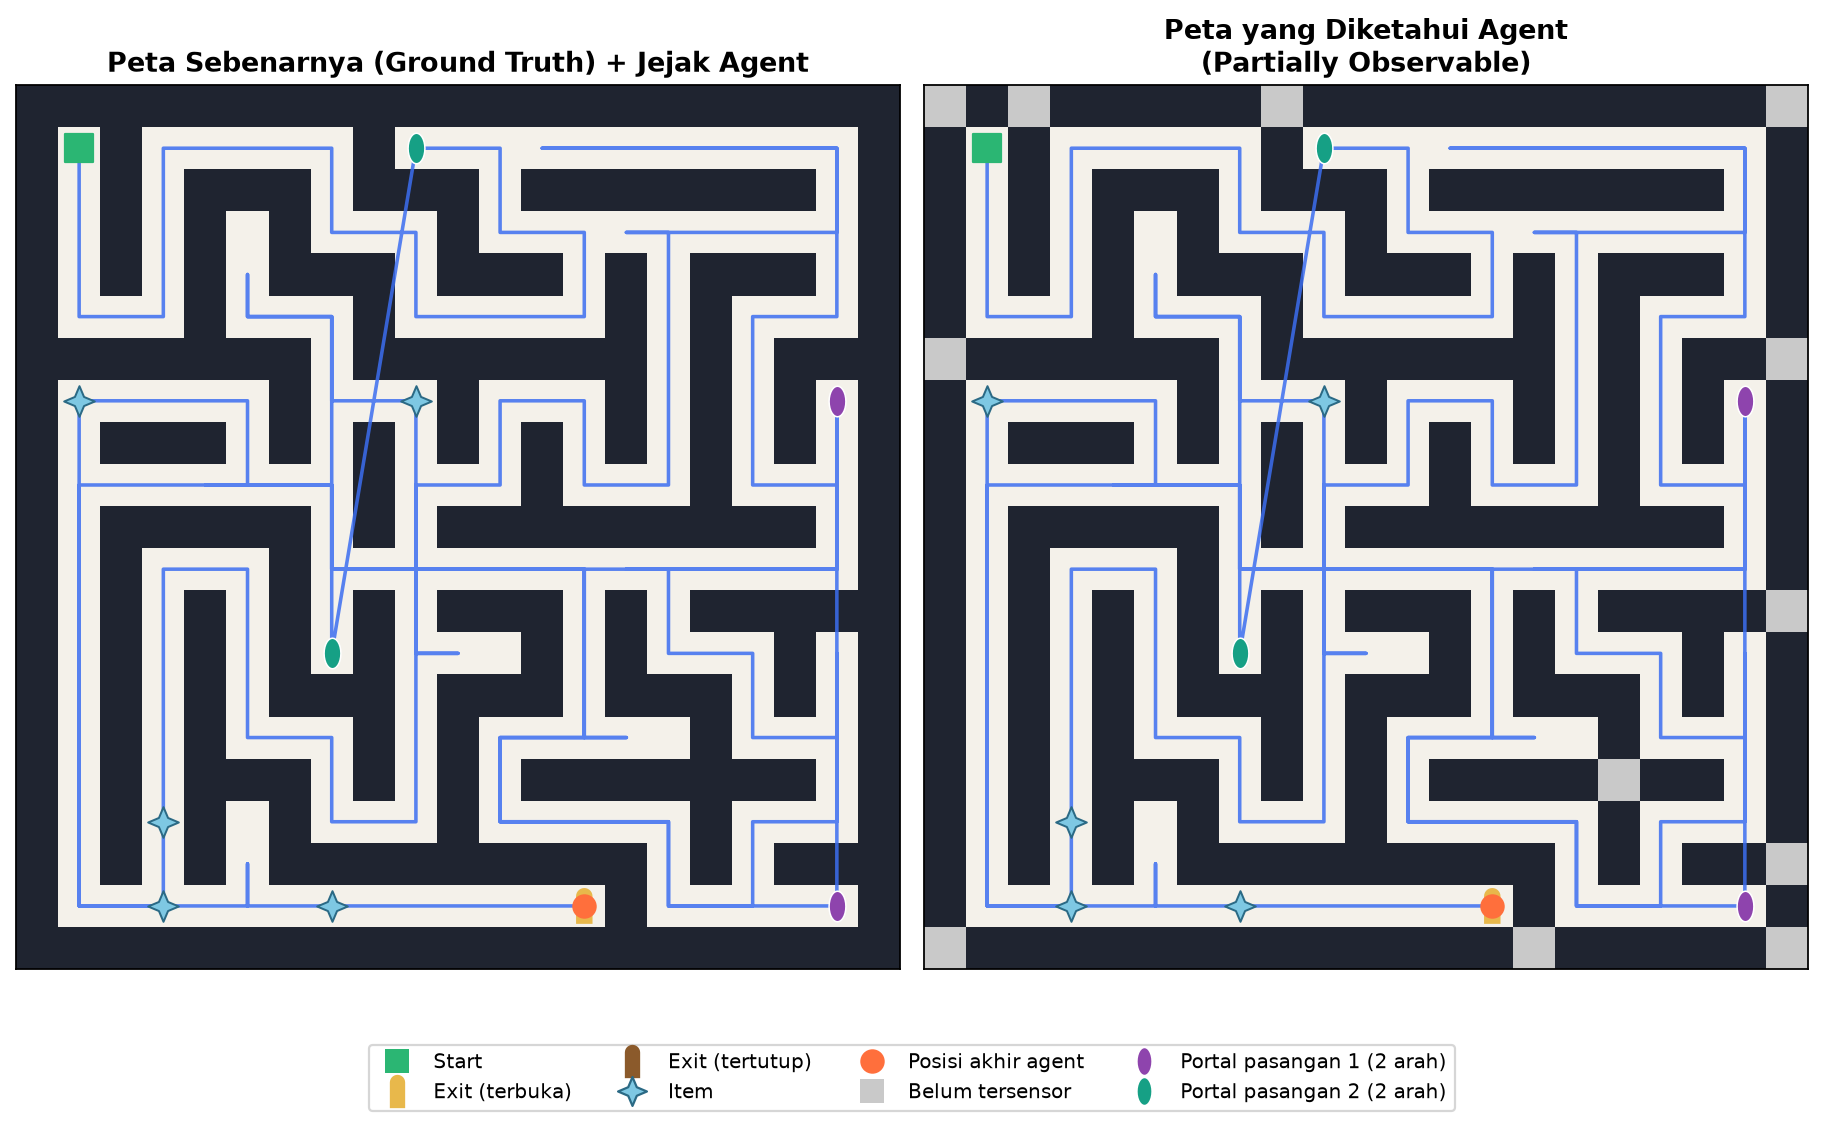 Peta Sebenarnya (Ground Truth) + Jejak Agent
Peta yang Diketahui Agent
(Partially Observable)
Start
Exit (terbuka)
Exit (tertutup)
Item
Posisi akhir agent
Belum tersensor
Portal pasangan 1 (2 arah)
Portal pasangan 2 (2 arah)